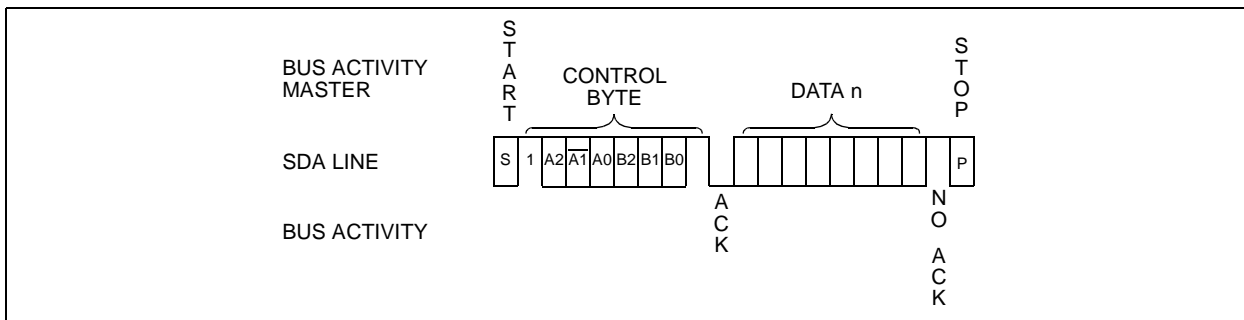 BUS ACTIVITY
MASTER
START
CONTROL
BYTE
DATA n
STOP
SDA LINE
S 1 A2 A̅1̅ A0 B2 B1 B0 P
BUS ACTIVITY
ACK
NO ACK